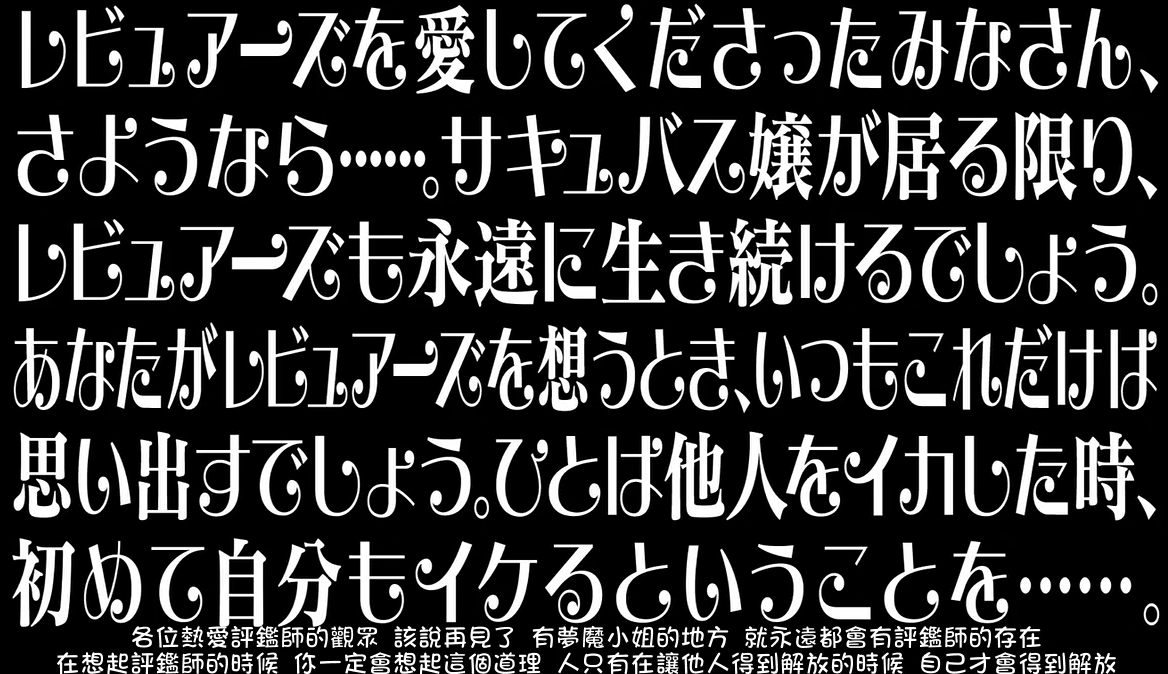 レビュアーズを愛してくださったみなさん、
さようなら……。サキュバス嬢が居る限り、
レビュアーズも永遠に生き続けるでしょう。
あなたがレビュアーズを想うとき、いつもこれだけは
思い出すでしょう。ひとは他人をイカした時、
初めて自分もイケるということを……。
各位熱愛評鑑師的觀眾 該說再見了 有夢魔小姐的地方 就永遠都會有評鑑師的存在
在想起評鑑師的時候 你一定會想起這個道理 人只有在讓他人得到解放的時候 自己才會得到解放